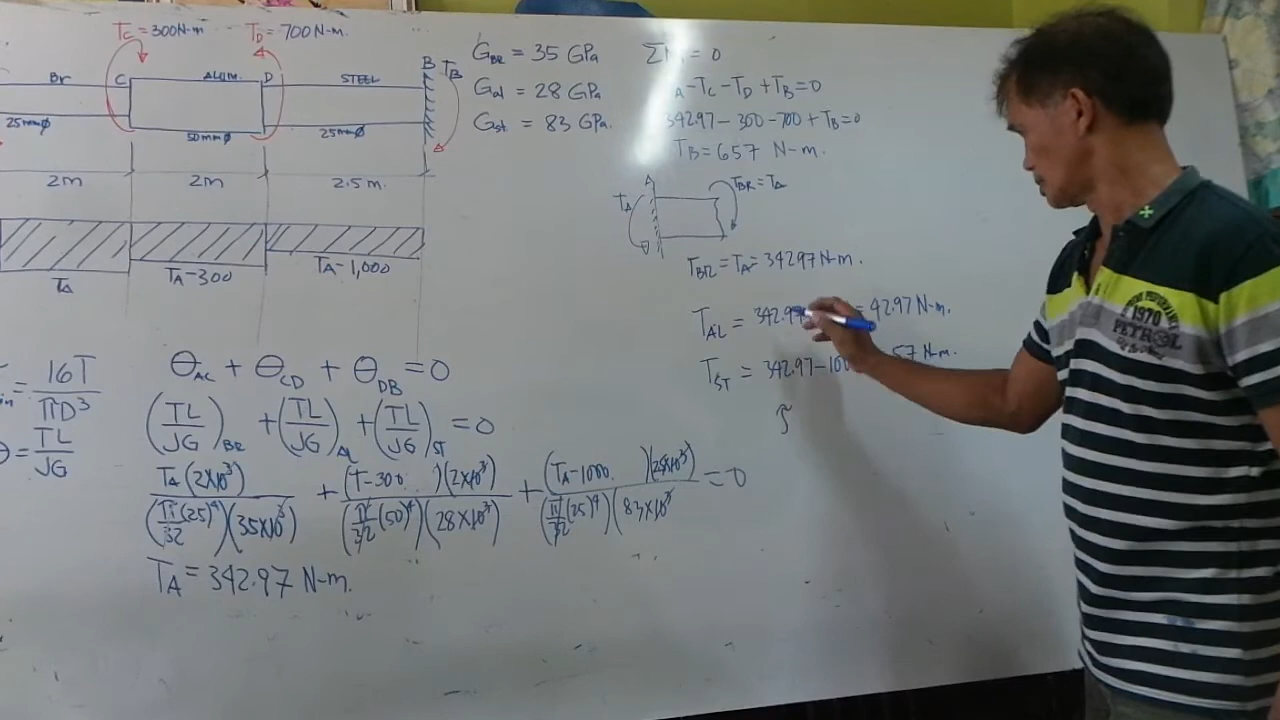 T_C = 300 N-m T_D = 700 N-m.
Br C ALUM. D STEEL B T_B
25mmØ 50mmØ 25mmØ
2m 2m 2.5 m.
T_A T_A-300 T_A-1,000
= 16T/πD³
θ = TL/JG
θ_AC + θ_CD + θ_DB = 0
(TL/JG)_BR + (TL/JG)_AL + (TL/JG)_ST = 0
T_A(2×10³)/(π/32(25)⁴)(35×10³) + (T-300)(2×10³)/(π/32(50)⁴)(28×10³) + (T_A-1000)(2.5×10³)/(π/32(25)⁴)(83×10³ = 0
T_A = 342.97 N-m.
G_BR = 35 GPa
G_al = 28 GPa
G_st = 83 GPa.
Σ = 0
A - T_C - T_D + T_B = 0
342.97 - 300 - 700 + T_B = 0
T_B = 657 N-m.
A
T_A T_BR = T_A
T_BR = T_A = 342.97 N-m.
T_AL = 342.97 = 42.97 N-m.
T_ST = 342.97 - 100 57 N-m.
1970
PETROL